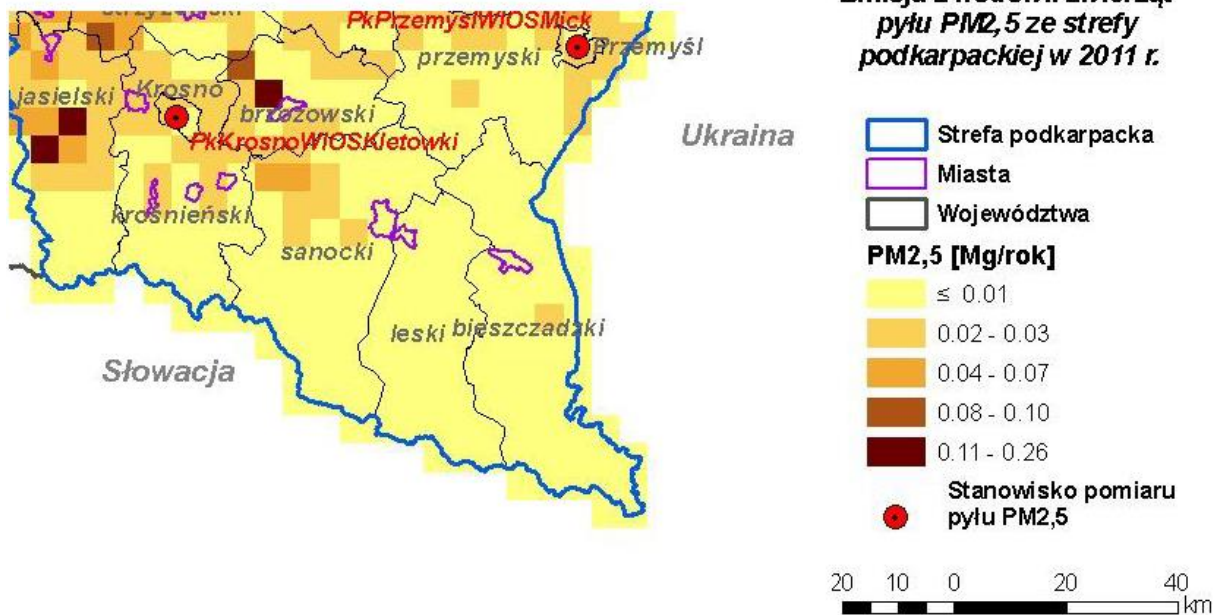 pyłu PM2,5 ze strefy
podkarpackiej w 2011 r.
PkPrzemyslWIOSMick
Przemyśl
przemyski
jasielski
Krosno
brzozowski
PkKrosnoWIOSKletowki
Ukraina
krośnieński
sanocki
leski
bieszczadzki
Słowacja
Strefa podkarpacka
Miasta
Województwa
PM2,5 [Mg/rok]
≤ 0.01
0.02 - 0.03
0.04 - 0.07
0.08 - 0.10
0.11 - 0.26
Stanowisko pomiaru
pyłu PM2,5
20 10 0 20 40
km